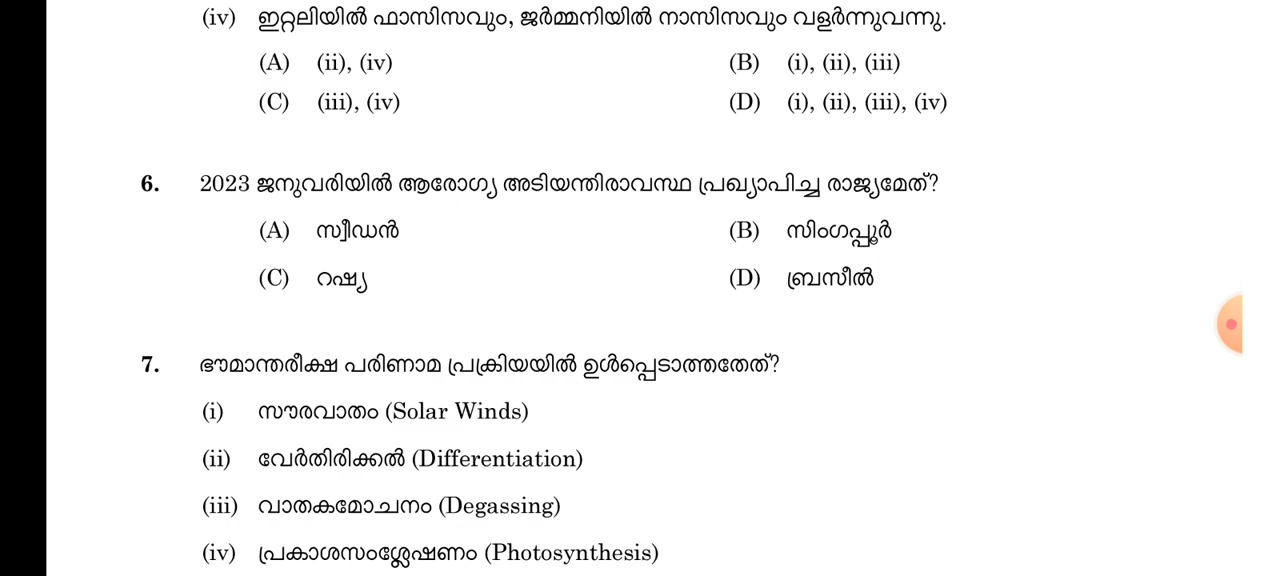 (iv) ഇറ്റലിയിൽ ഫാസിസവും, ജർമ്മനിയിൽ നാസിസവും വളർന്നുവന്നു.
(A) (ii), (iv) (B) (i), (ii), (iii)
(C) (iii), (iv) (D) (i), (ii), (iii), (iv)
6. 2023 ജനുവരിയിൽ ആരോഗ്യ അടിയന്തിരാവസ്ഥ പ്രഖ്യാപിച്ച രാജ്യമേത്?
(A) സ്വീഡൻ (B) സിംഗപ്പൂർ
(C) റഷ്യ (D) ബ്രസീൽ
7. ഭൗമാന്തരീക്ഷ പരിണാമ പ്രക്രിയയിൽ ഉൾപ്പെടാത്തതേത്?
(i) സൗരവാതം (Solar Winds)
(ii) വേർതിരിക്കൽ (Differentiation)
(iii) വാതകമോചനം (Degassing)
(iv) പ്രകാശസംശ്ലേഷണം (Photosynthesis)